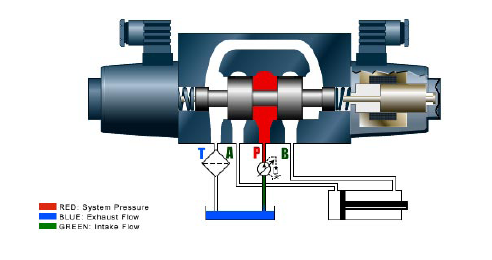 T A P B
RED: System Pressure
BLUE: Exhaust Flow
GREEN: Intake Flow